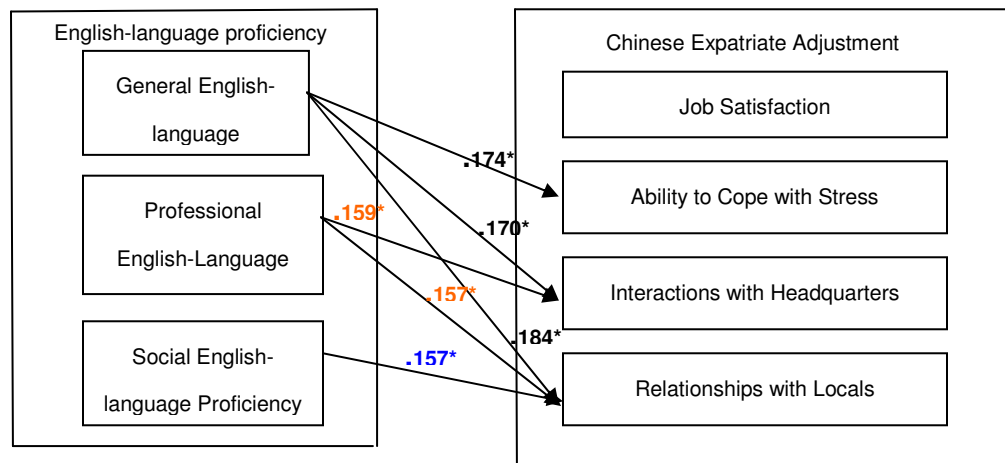 English-language proficiency
General English-
language
Professional
English-Language
Social English-
language Proficiency
.174*
.159*
.170*
.157*
.184*
.157*
Chinese Expatriate Adjustment
Job Satisfaction
Ability to Cope with Stress
Interactions with Headquarters
Relationships with Locals